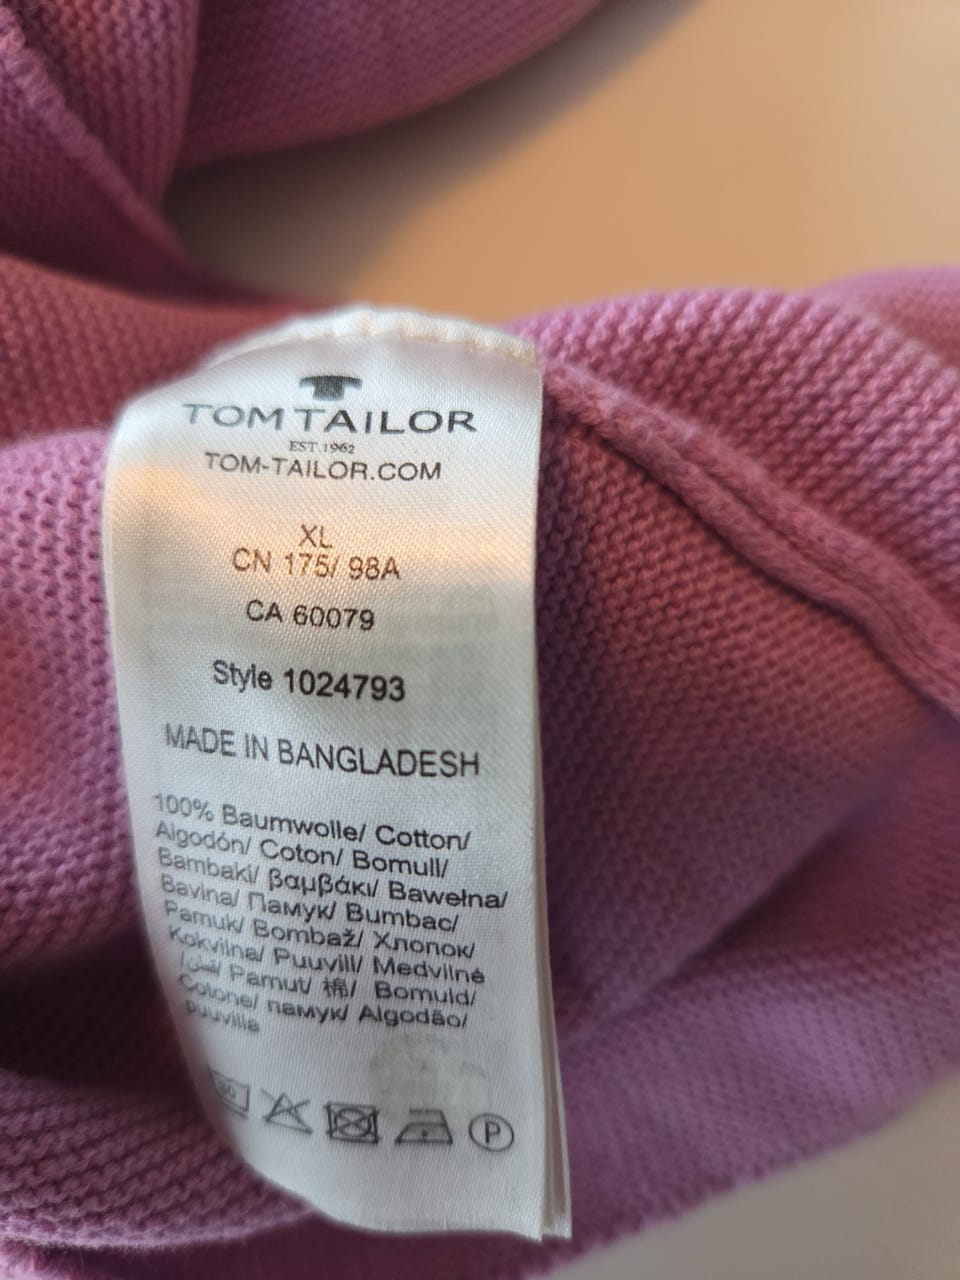 TOM TAILOR
EST.1962
TOM-TAILOR.COM
XL
CN 175/ 98A
CA 60079
Style 1024793
MADE IN BANGLADESH
100% Baumwolle/ Cotton/
Algodón/ Coton/ Bomull/
Bambaki/ βαμβάκι/ Bawełna/
Bavlna/ Памук/ Bumbac/
Pamuk/ Bombaž/ Хлопок/
Kokvilna/ Puuvill/ Medvilnė
/قطن/ Pamut/ 棉/ Bomuld/
Cotone/ памук/ Algodão/
puuvilla
30
P